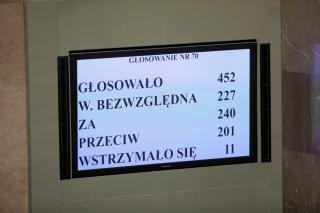 GŁOSOWANIE NR 70
GŁOSOWAŁO 452
W. BEZWZGLĘDNA 227
ZA 240
PRZECIW 201
WSTRZYMAŁO SIĘ 11